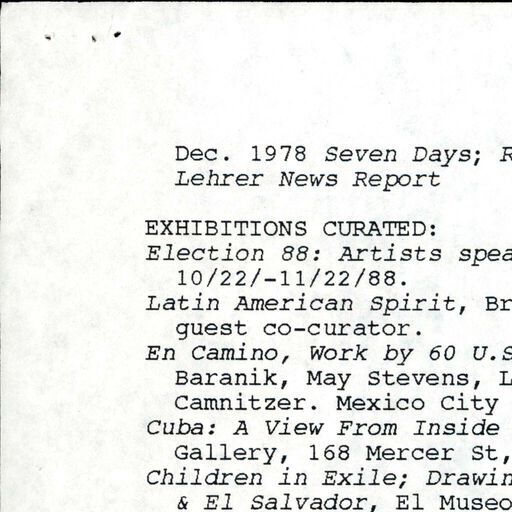 Dec. 1978 Seven Days; R
Lehrer News Report
EXHIBITIONS CURATED:
Election 88: Artists spea
10/22/-11/22/88.
Latin American Spirit, Br
guest co-curator.
En Camino, Work by 60 U.S
Baranik, May Stevens, L
Camnitzer. Mexico City
Cuba: A View From Inside
Gallery, 168 Mercer St,
Children in Exile; Drawin
& El Salvador, El Museo